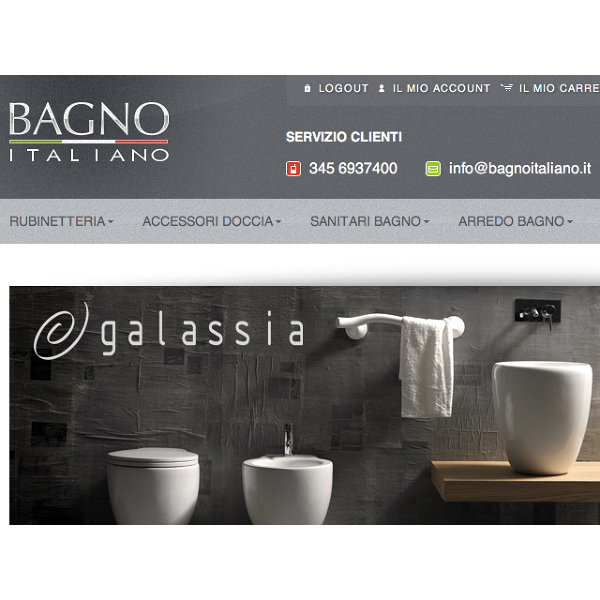 LOGOUT IL MIO ACCOUNT IL MIO CARRE
BAGNO
ITALIANO
SERVIZIO CLIENTI
345 6937400 info@bagnoitaliano.it
RUBINETTERIA ACCESSORI DOCCIA SANITARI BAGNO ARREDO BAGNO
galassia